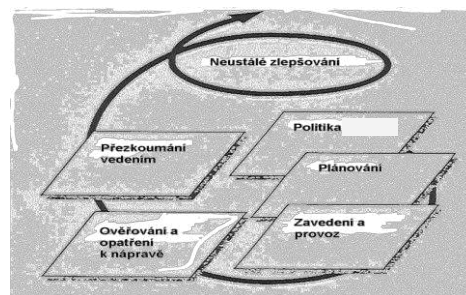 Neustálé zlepšování
Politika
Přezkoumání
vedením
Plánování
Ověřování a
opatření
k nápravě
Zavedení a
provoz